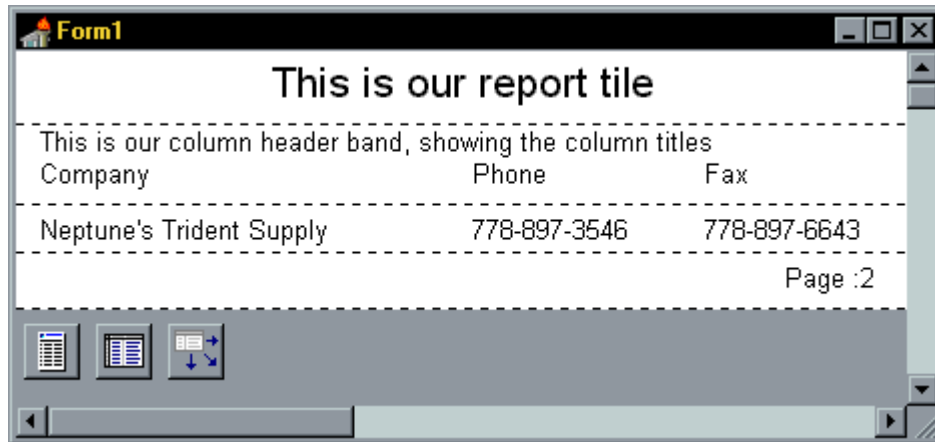 Form1
This is our report tile
This is our column header band, showing the column titles
Company Phone Fax
Neptune's Trident Supply 778-897-3546 778-897-6643
Page :2